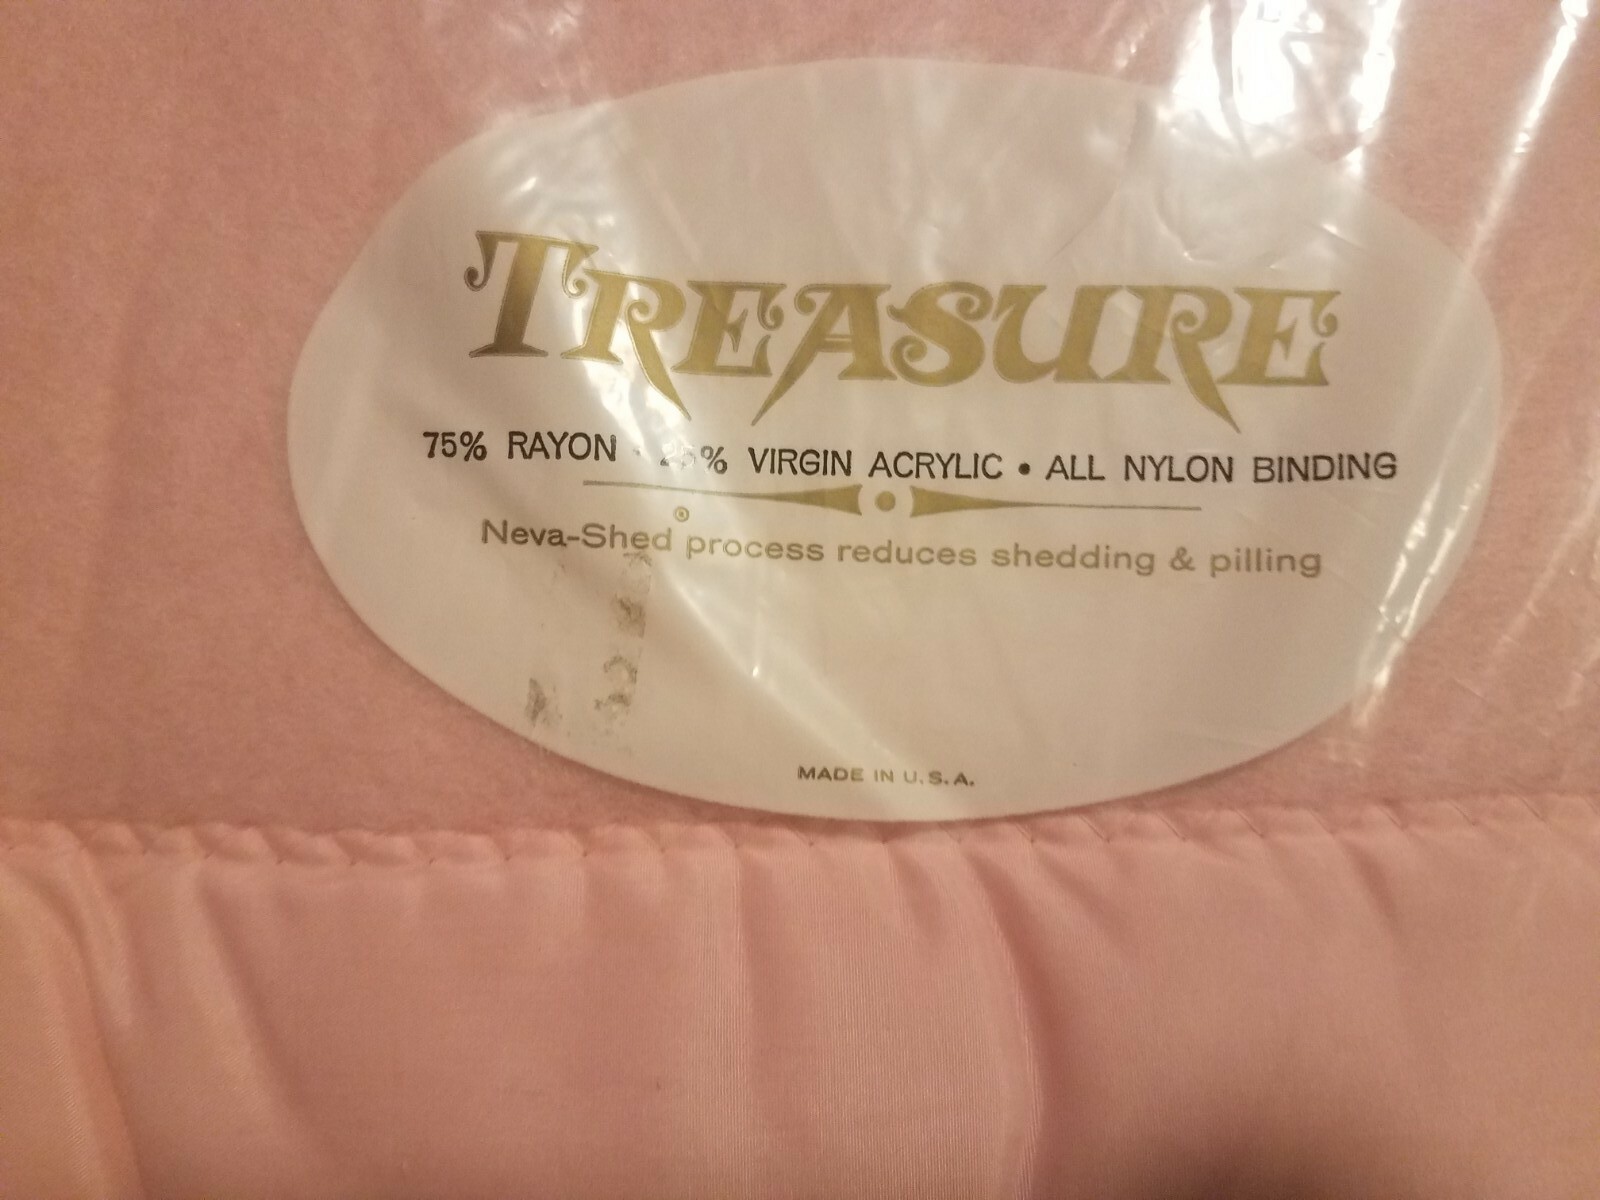 TREASURE
75% RAYON • 25% VIRGIN ACRYLIC • ALL NYLON BINDING
Neva-Shed® process reduces shedding & pilling
MADE IN U.S.A.